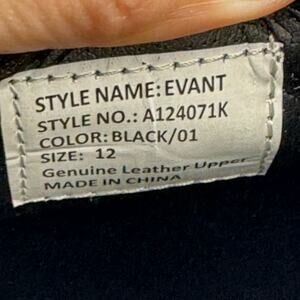 STYLE NAME: EVANT
STYLE NO.: A124071K
COLOR: BLACK/01
SIZE: 12
Genuine Leather Upper
MADE IN CHINA